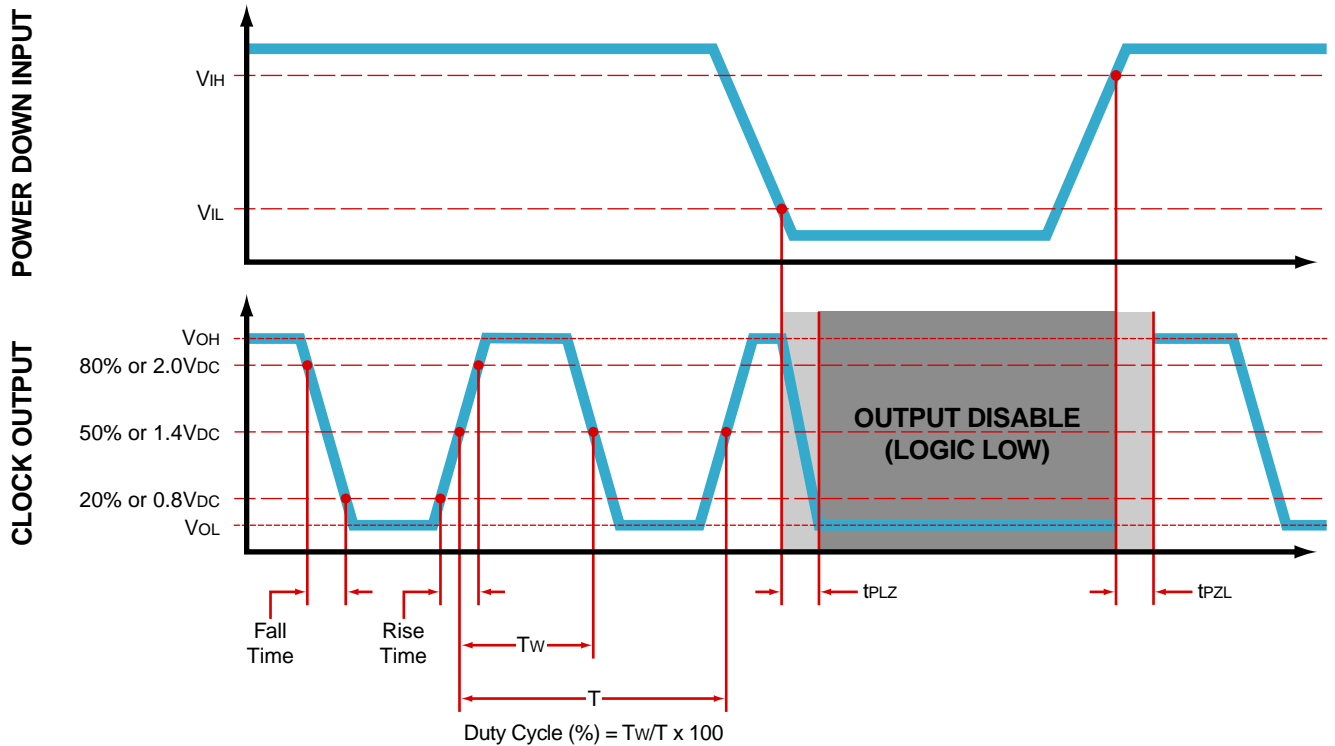 POWER DOWN INPUT
VIH
VIL
CLOCK OUTPUT
VOH
80% or 2.0VDC
50% or 1.4VDC
20% or 0.8VDC
VOL
OUTPUT DISABLE
(LOGIC LOW)
tPLZ
tPZL
Fall
Time
Rise
Time
TW
T
Duty Cycle (%) = TW/T x 100